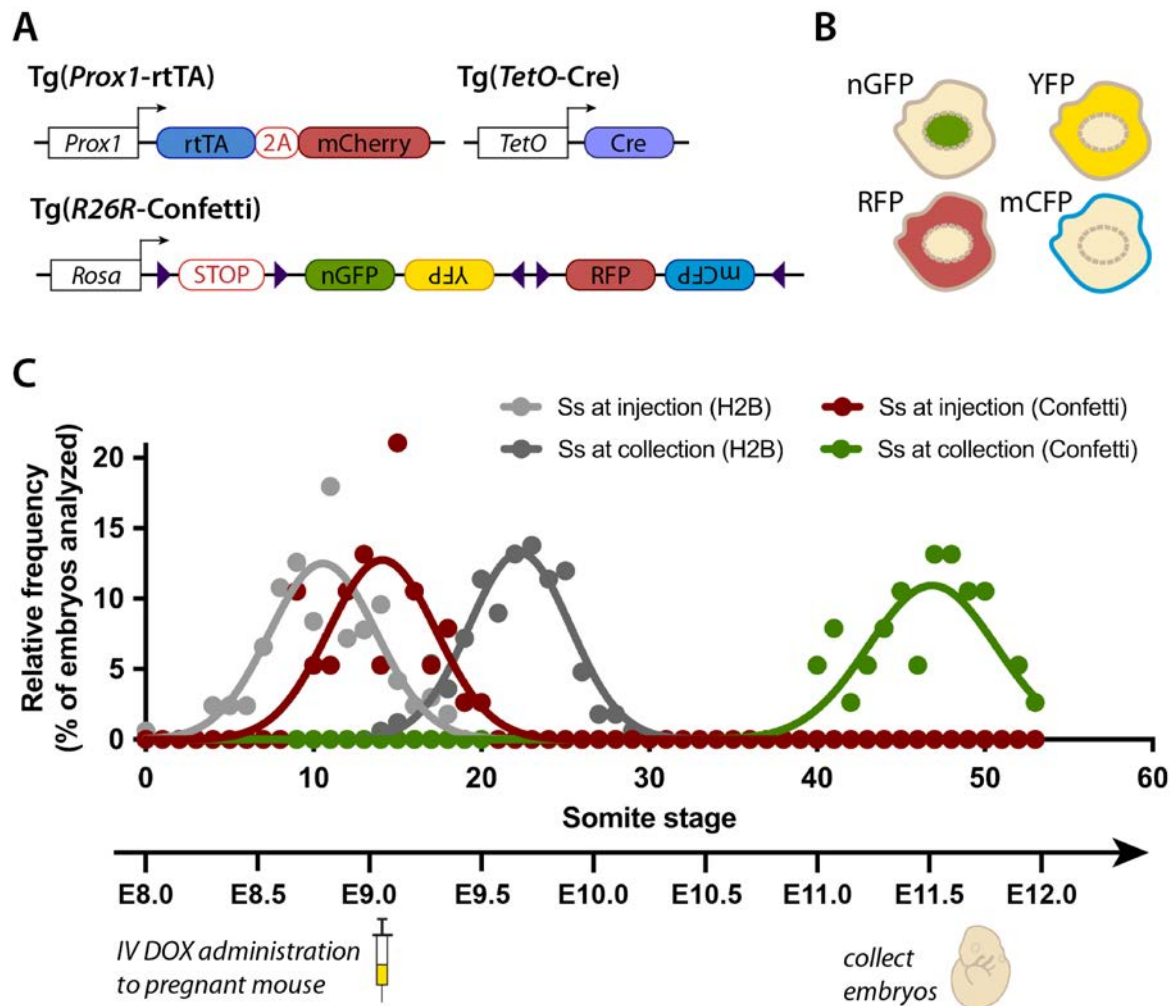 A
Tg(Prox1-rtTA)
Tg(TetO-Cre)
Prox1 rtTA 2A mCherry
TetO Cre
Tg(R26R-Confetti)
Rosa STOP nGFP YFP RFP mCFP
B
nGFP YFP
RFP mCFP
C
Ss at injection (H2B)
Ss at injection (Confetti)
Ss at collection (H2B)
Ss at collection (Confetti)
Relative frequency
(% of embryos analyzed)
20
15
10
5
0
0 10 20 30 40 50 60
Somite stage
E8.0 E8.5 E9.0 E9.5 E10.0 E10.5 E11.0 E11.5 E12.0
IV DOX administration
to pregnant mouse
collect
embryos